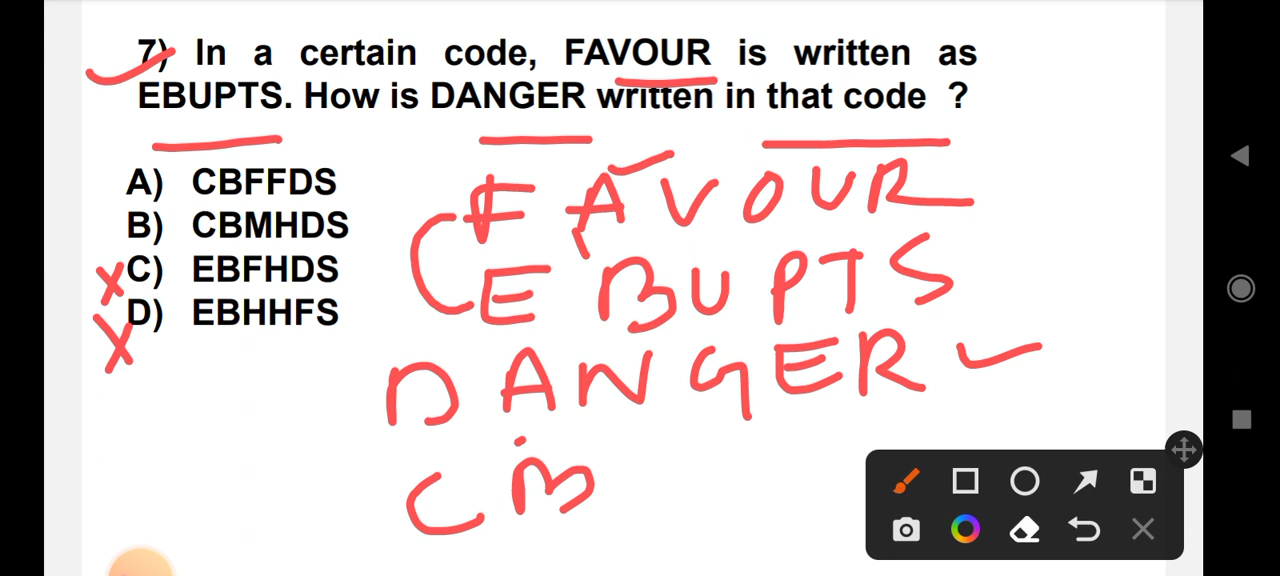 7) In a certain code, FAVOUR is written as
EBUPTS. How is DANGER written in that code ?
A) CBFFDS
B) CBMHDS
C) EBFHDS
D) EBHHFS
FAVOUR
EBUPTS
DANGER
CB